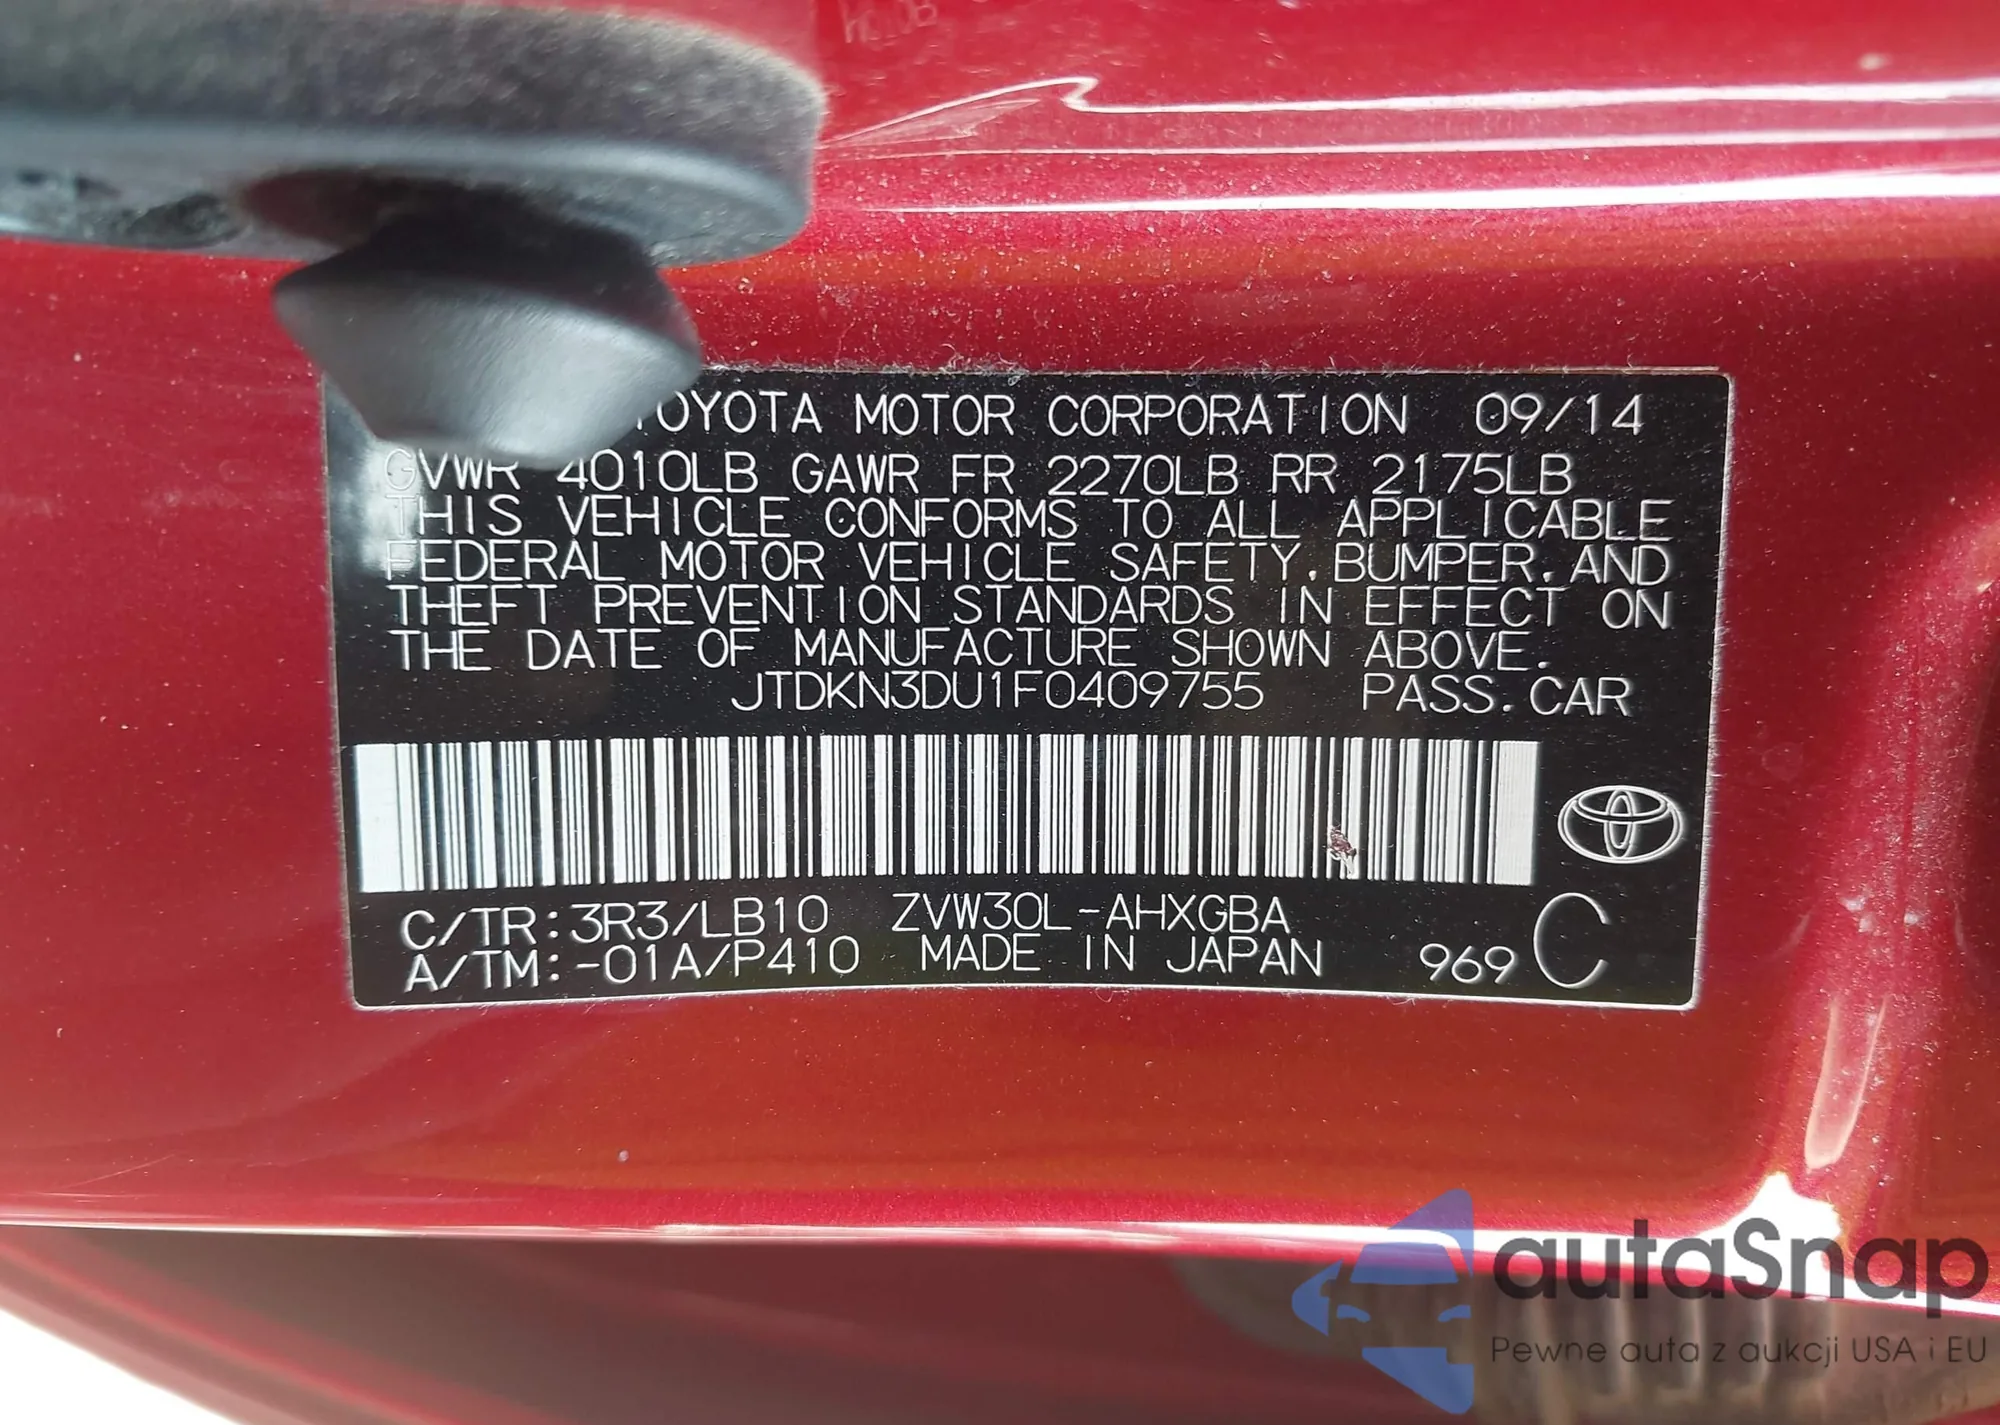 TOYOTA MOTOR CORPORATION 09/14
GVWR 4010LB GAWR FR 2270LB RR 2175LB
THIS VEHICLE CONFORMS TO ALL APPLICABLE
FEDERAL MOTOR VEHICLE SAFETY, BUMPER, AND
THEFT PREVENTION STANDARDS IN EFFECT ON
THE DATE OF MANUFACTURE SHOWN ABOVE.
JTDKN3DU1F0409755 PASS. CAR
C/TR: 3R3/LB10 ZVW30L-AHXGBA
A/TM: -01A/P410 MADE IN JAPAN 969 C
autaSnap
Pewne auta z aukcji USA i EU